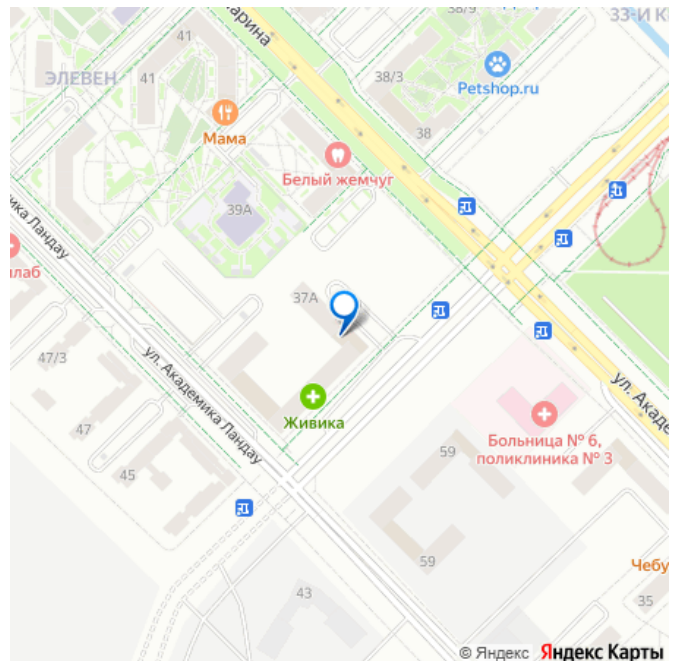 38/9
33-Й К
АРИНА
41
41
ЭЛЕВЕН
38/3
Petshop.ru
38
Мама
Белый жемчуг
39А
МИКА Ландау
лаб
37А
47/3
ул. Академика Ландау
ул. Акаде
Живика
47
45
59
Больница № 6,
поликлиника № 3
59
43
Чебу
35
© Яндекс Яндекс Карты